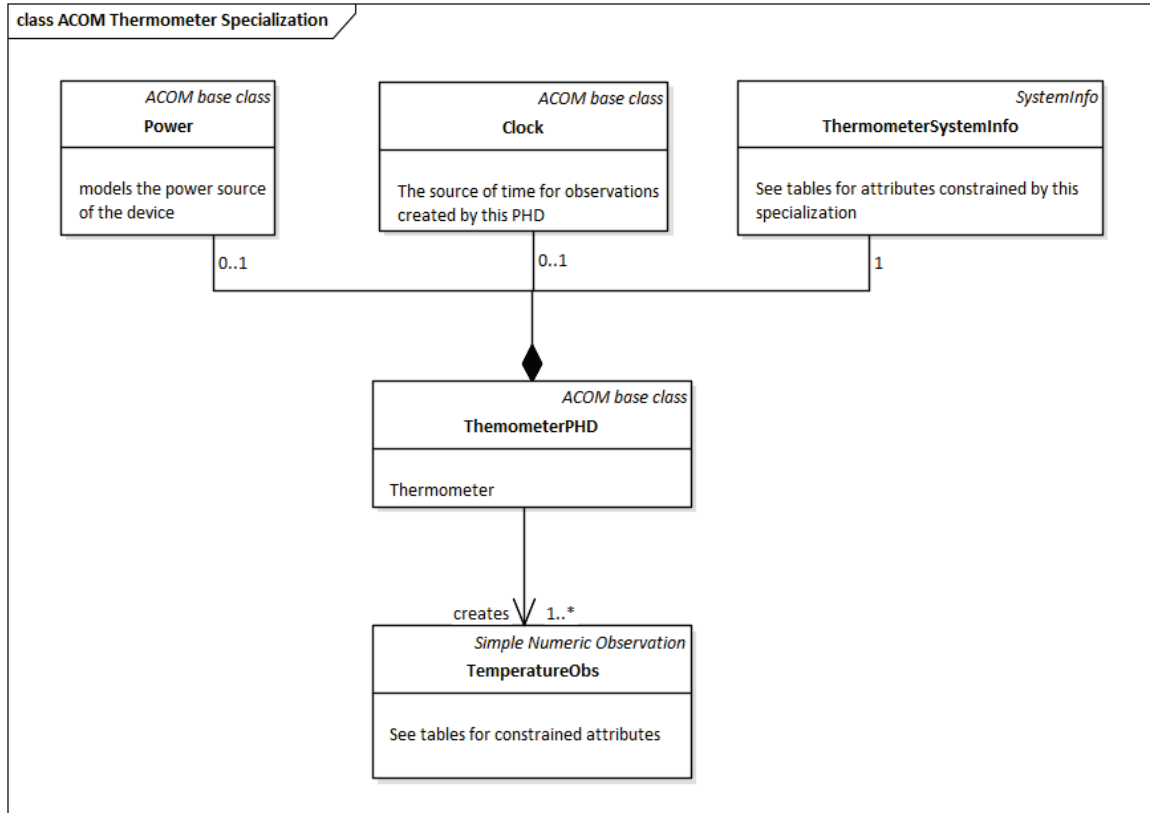 class ACOM Thermometer Specialization
ACOM base class
Power
models the power source
of the device
ACOM base class
Clock
The source of time for observations
created by this PHD
SystemInfo
ThermometerSystemInfo
See tables for attributes constrained by this
specialization
0..1
0..1
1
ACOM base class
ThemometerPHD
Thermometer
creates
1..*
Simple Numeric Observation
TemperatureObs
See tables for constrained attributes